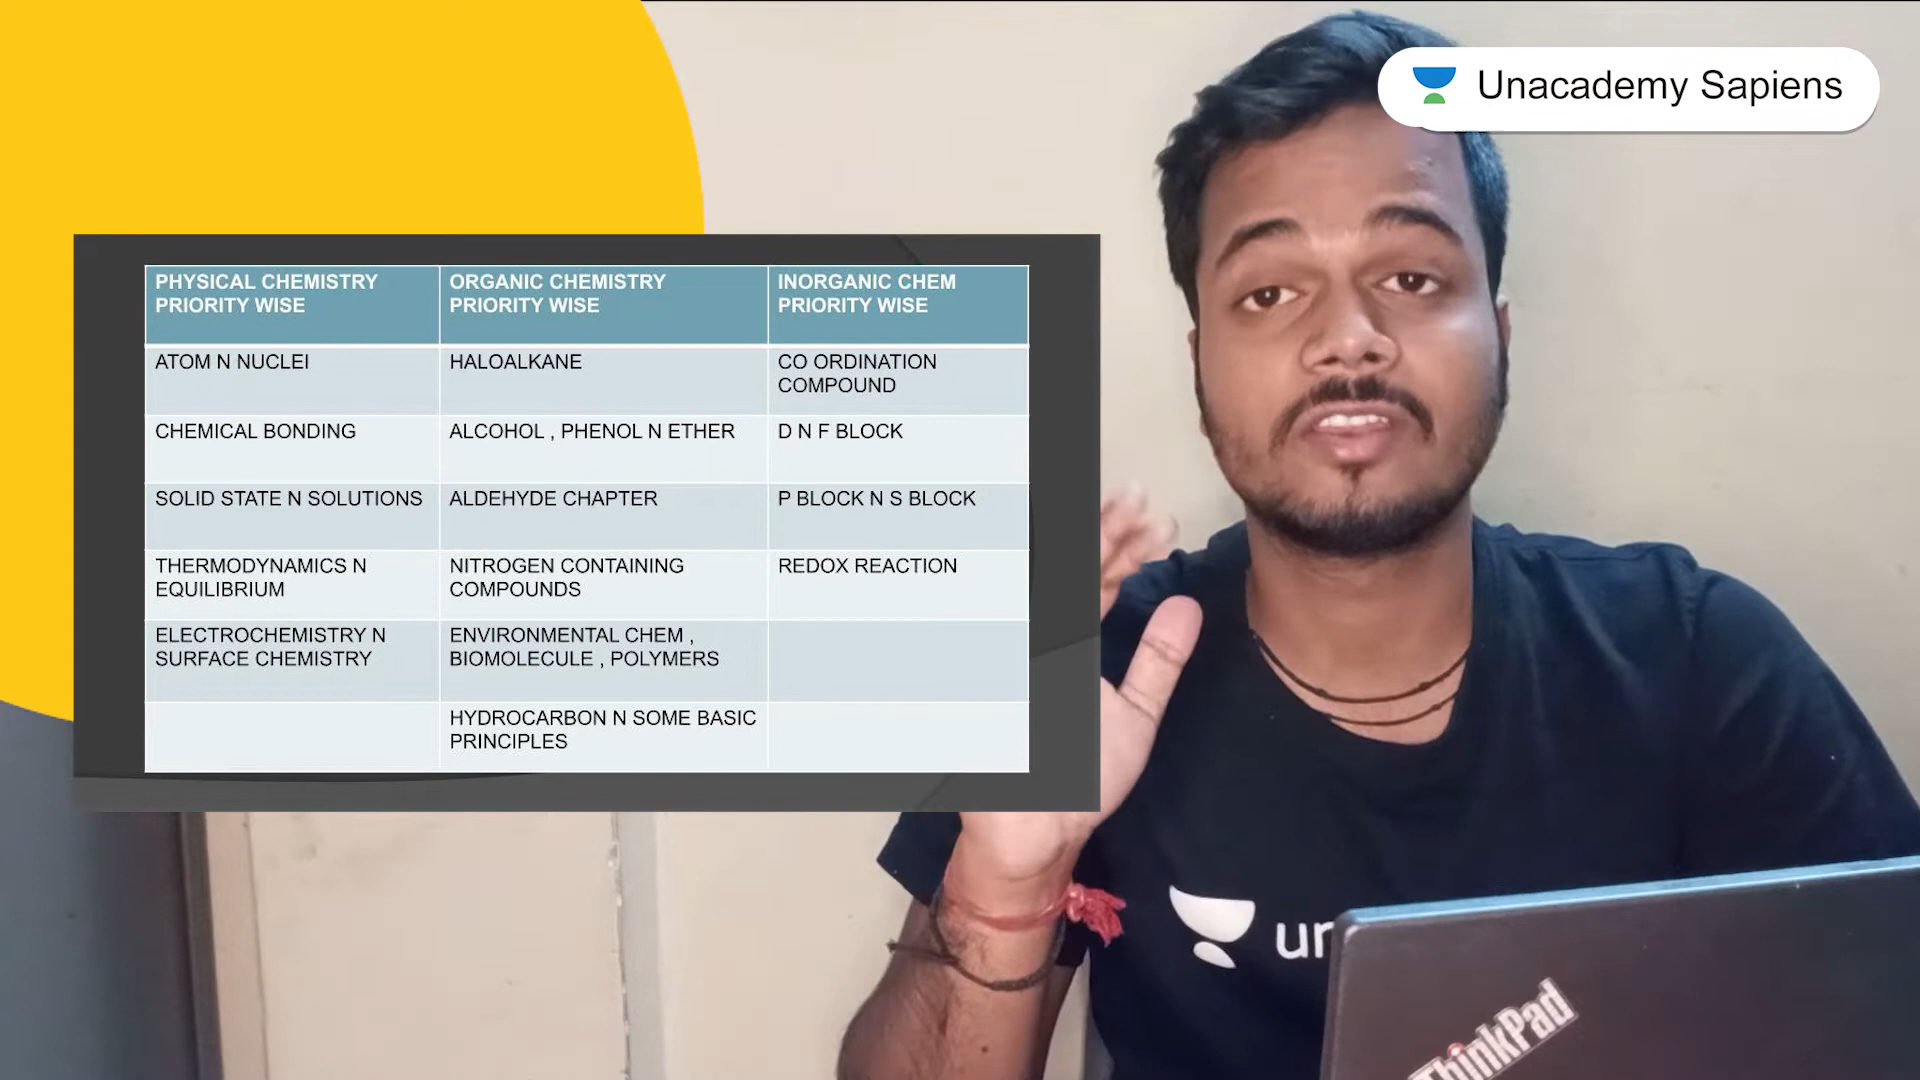 Unacademy Sapiens
PHYSICAL CHEMISTRY
PRIORITY WISE
ORGANIC CHEMISTRY
PRIORITY WISE
INORGANIC CHEM
PRIORITY WISE
ATOM N NUCLEI
HALOALKANE
CO ORDINATION
COMPOUND
CHEMICAL BONDING
ALCOHOL , PHENOL N ETHER
D N F BLOCK
SOLID STATE N SOLUTIONS
ALDEHYDE CHAPTER
P BLOCK N S BLOCK
THERMODYNAMICS N
EQUILIBRIUM
NITROGEN CONTAINING
COMPOUNDS
REDOX REACTION
ELECTROCHEMISTRY N
SURFACE CHEMISTRY
ENVIRONMENTAL CHEM ,
BIOMOLECULE , POLYMERS
HYDROCARBON N SOME BASIC
PRINCIPLES
un
ThinkPad